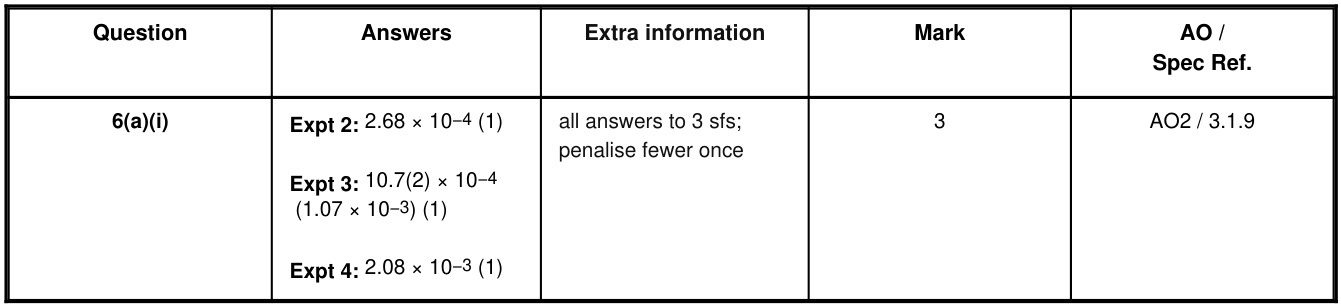 Question Answers Extra information Mark AO /
Spec Ref.
6(a)(i) Expt 2: 2.68 × 10–4 (1) all answers to 3 sfs; 3 AO2 / 3.1.9
penalise fewer once
Expt 3: 10.7(2) × 10–4
(1.07 × 10–3) (1)
Expt 4: 2.08 × 10–3 (1)